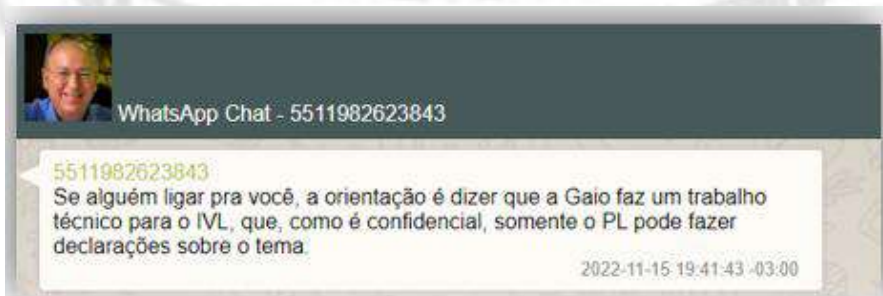 WhatsApp Chat - 5511982623843
5511982623843
Se alguém ligar pra você, a orientação é dizer que a Gaio faz um trabalho
técnico para o IVL, que, como é confidencial, somente o PL pode fazer
declarações sobre o tema.
2022-11-15 19:41:43 -03:00